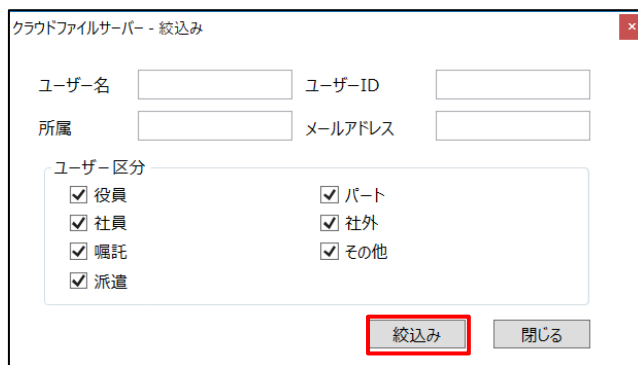 クラウドファイルサーバー - 絞込み
ユーザー名 ユーザーID
所属 メールアドレス
ユーザー区分
役員 パート
社員 社外
嘱託 その他
派遣
絞込み 閉じる